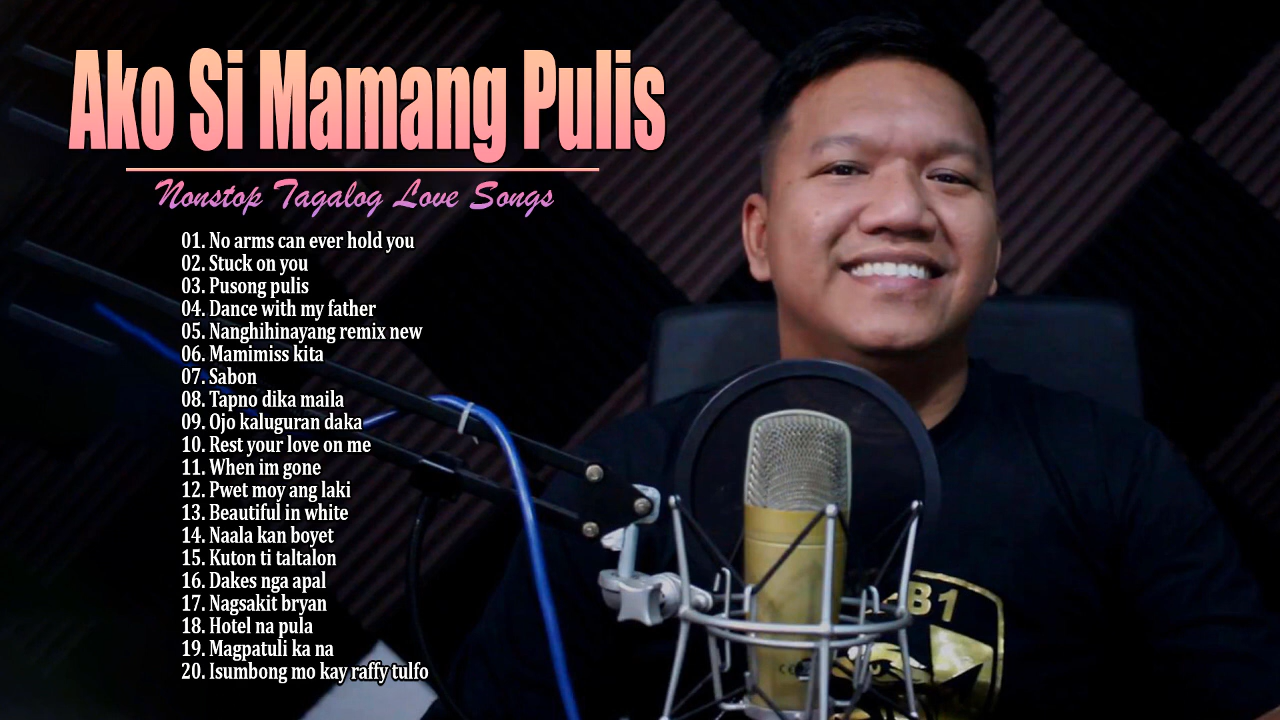 Ako Si Mamang Pulis
Nonstop Tagalog Love Songs
01. No arms can ever hold you
02. Stuck on you
03. Pusong pulis
04. Dance with my father
05. Nanghihinayang remix new
06. Mamimiss kita
07. Sabon
08. Tapno dika maila
09. Ojo kaluguran daka
10. Rest your love on me
11. When im gone
12. Pwet moy ang laki
13. Beautiful in white
14. Naala kan boyet
15. Kuton ti taltalon
16. Dakes nga apal
17. Nagsakit bryan
18. Hotel na pula
19. Magpatuli ka na
20. Isumbong mo kay raffy tulfo